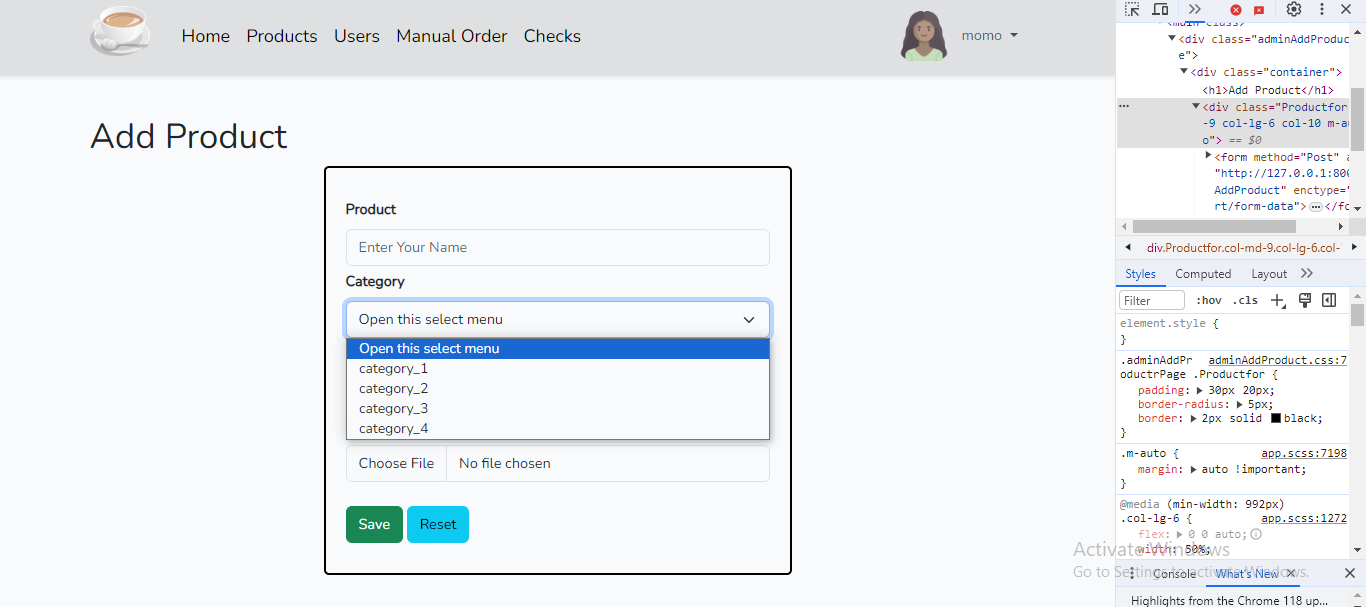 Home Products Users Manual Order Checks momo
Add Product
Product
Enter Your Name
Category
Open this select menu
Open this select menu
category_1
category_2
category_3
category_4
Choose File No file chosen
Save Reset
<div class="adminAddProduc
e">
<div class="container">
<h1>Add Product</h1>
<div class="Productfor
-9 col-lg-6 col-10 m-au
o"> == $0
<form method="Post" a
"http://127.0.0.1:800
AddProduct" enctype="
rt/form-data"> … </fo
div.Productfor.col-md-9.col-lg-6.col-
Styles Computed Layout
Filter :hov .cls
element.style {
}
.adminAddPr adminAddProduct.css:7
oductrPage .Productfor {
padding: 30px 20px;
border-radius: 5px;
border: 2px solid black;
}
.m-auto { app.scss:7198
margin: auto !important;
}
@media (min-width: 992px)
.col-lg-6 { app.scss:1272
flex: 0 0 auto;
width: 50%;
Activate Windows
Go to Settings to activate Windows.
Console What's New
Highlights from the Chrome 118 up...